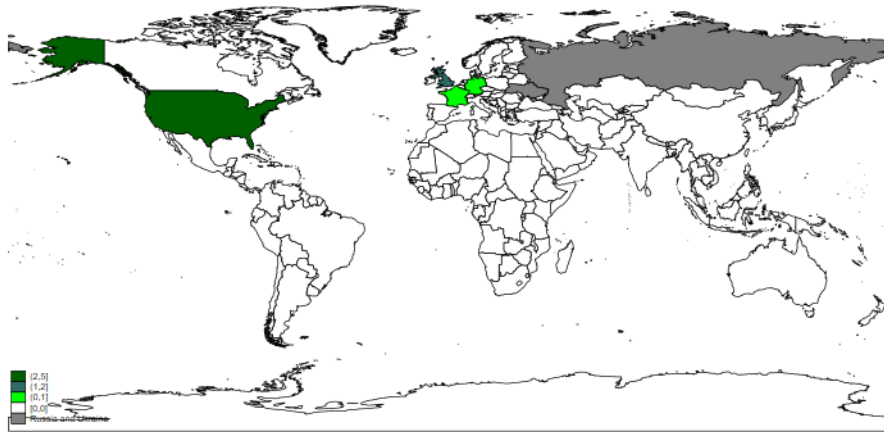 (2,5]
(1,2]
(0,1]
[0,0]
Russia and Ukraine